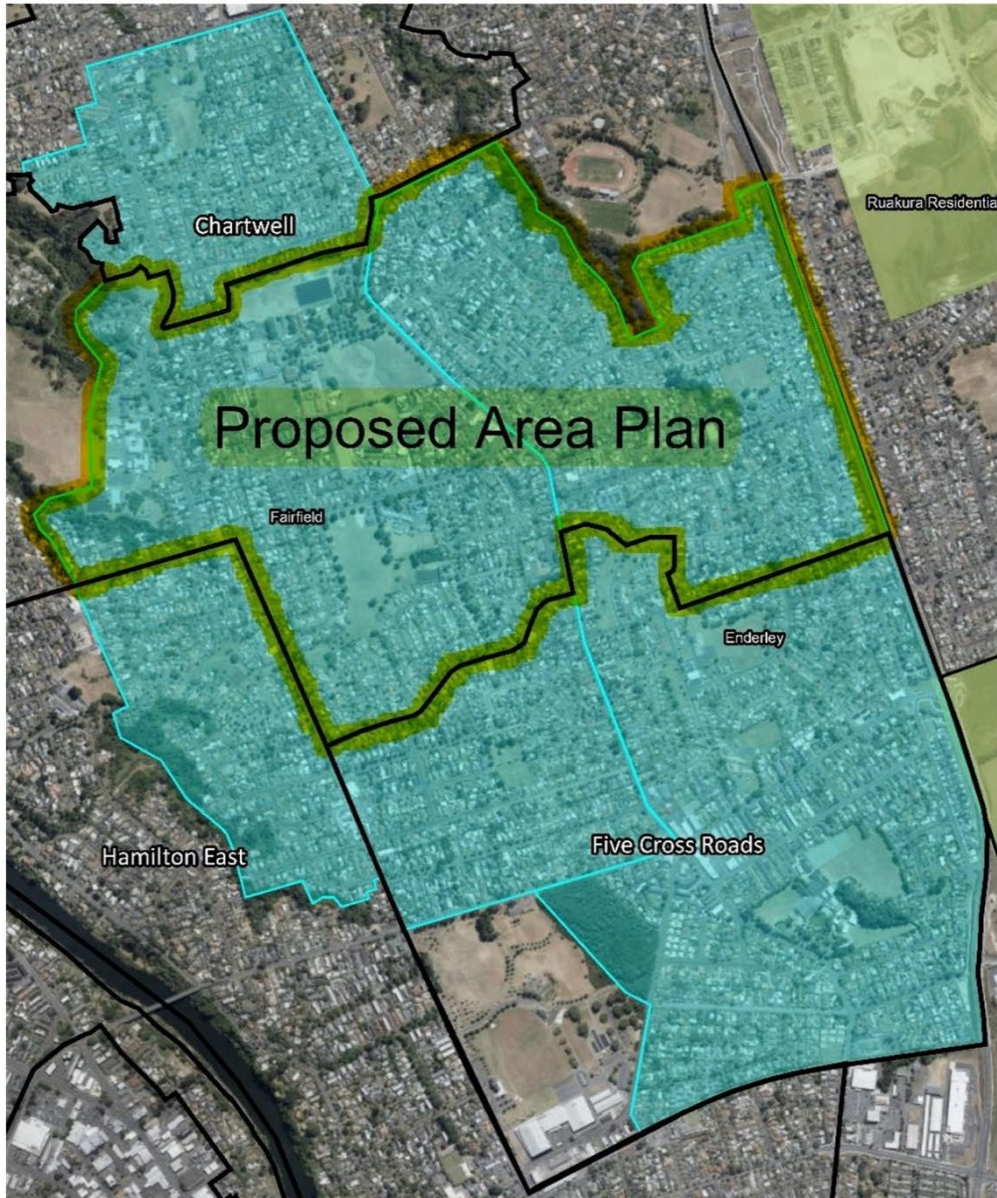 Ruakura Residentia
Chartwell
Proposed Area Plan
Fairfield
Enderley
Five Cross Roads
Hamilton East